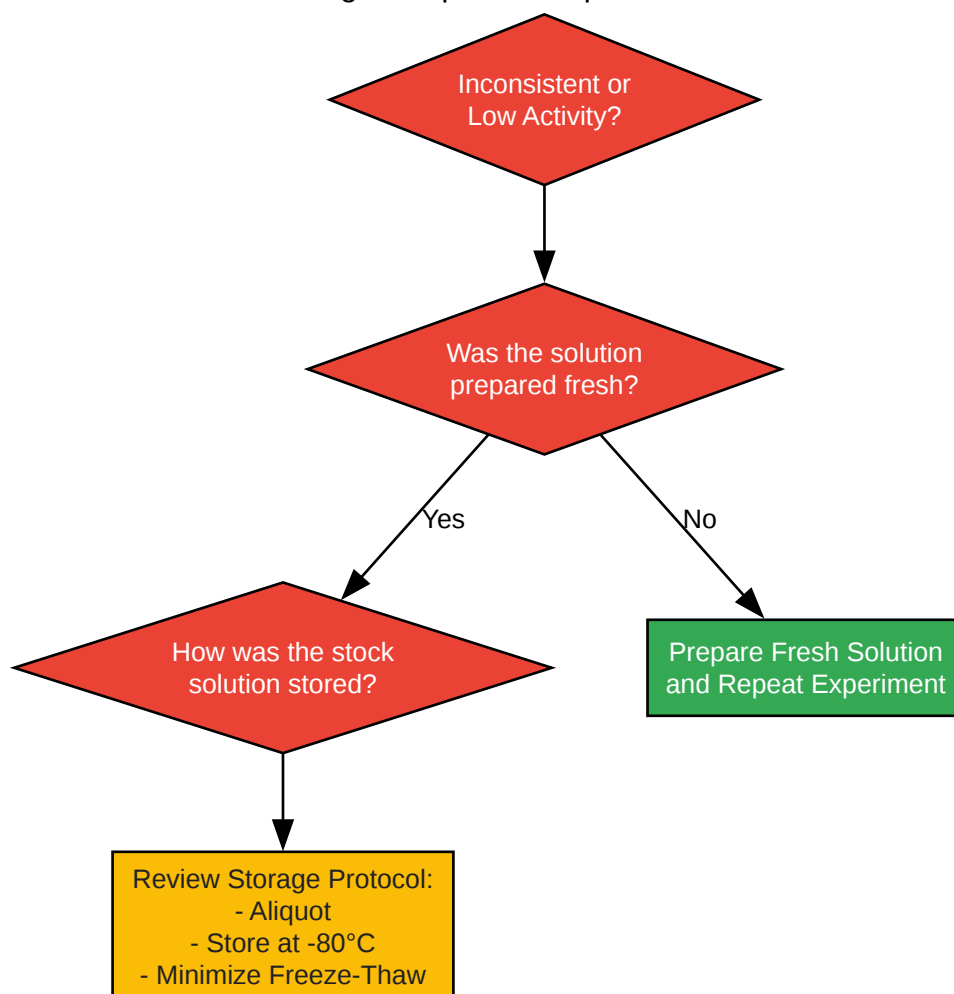 Inconsistent or
Low Activity?
Was the solution
prepared fresh?
Yes
No
How was the stock
solution stored?
Prepare Fresh Solution
and Repeat Experiment
Review Storage Protocol:
- Aliquot
- Store at -80°C
- Minimize Freeze-Thaw